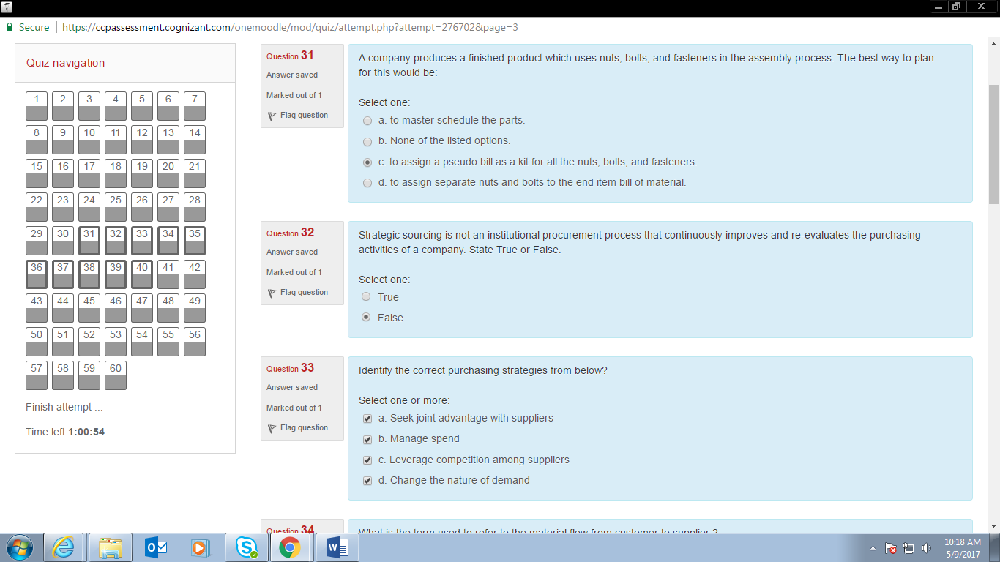 Secure https://ccpassessment.cognizant.com/onemoodle/mod/quiz/attempt.php?attempt=276702&page=3
Quiz navigation
1 2 3 4 5 6 7
8 9 10 11 12 13 14
15 16 17 18 19 20 21
22 23 24 25 26 27 28
29 30 31 32 33 34 35
36 37 38 39 40 41 42
43 44 45 46 47 48 49
50 51 52 53 54 55 56
57 58 59 60
Finish attempt ...
Time left 1:00:54
Question 31
Answer saved
Marked out of 1
Flag question
A company produces a finished product which uses nuts, bolts, and fasteners in the assembly process. The best way to plan
for this would be:
Select one:
a. to master schedule the parts.
b. None of the listed options.
c. to assign a pseudo bill as a kit for all the nuts, bolts, and fasteners.
d. to assign separate nuts and bolts to the end item bill of material.
Question 32
Answer saved
Marked out of 1
Flag question
Strategic sourcing is not an institutional procurement process that continuously improves and re-evaluates the purchasing
activities of a company. State True or False.
Select one:
True
False
Question 33
Answer saved
Marked out of 1
Flag question
Identify the correct purchasing strategies from below?
Select one or more:
a. Seek joint advantage with suppliers
b. Manage spend
c. Leverage competition among suppliers
d. Change the nature of demand
Question 34
What is the term used to refer to the material flow from customer to supplier ?
10:18 AM
5/9/2017